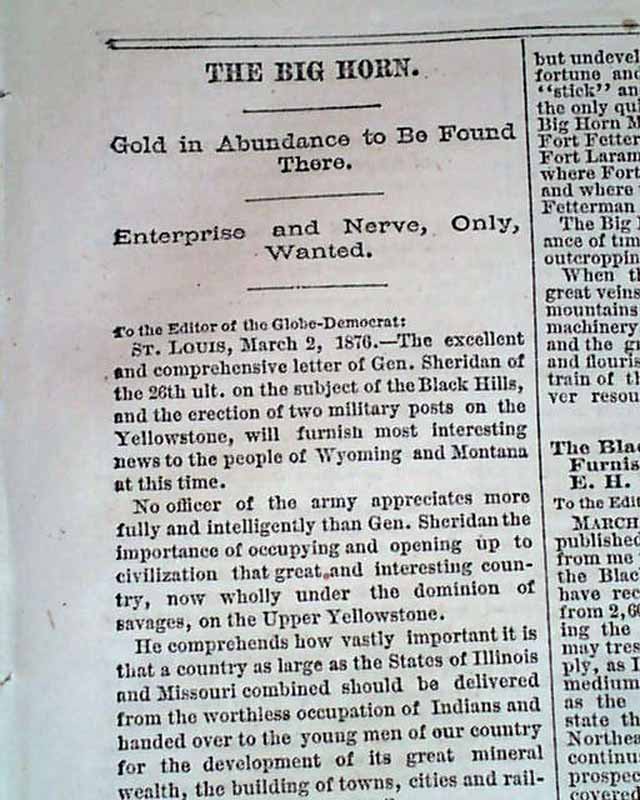 THE BIG HORN.
Gold in Abundance to Be Found
There.
Enterprise and Nerve, Only,
Wanted.
To the Editor of the Globe-Democrat:
ST. LOUIS, March 2, 1876.—The excellent
and comprehensive letter of Gen. Sheridan of
the 26th ult. on the subject of the Black Hills,
and the erection of two military posts on the
Yellowstone, will furnish most interesting
news to the people of Wyoming and Montana
at this time.
No officer of the army appreciates more
fully and intelligently than Gen. Sheridan the
importance of occupying and opening up to
civilization that great and interesting coun-
try, now wholly under the dominion of
savages, on the Upper Yellowstone.
He comprehends how vastly important it is
that a country as large as the States of Illinois
and Missouri combined should be delivered
from the worthless occupation of Indians and
handed over to the young men of our country
for the development of its great mineral
wealth, the building of towns, cities and rail-
but undevel
fortune and
"stick" an
the only qui
Big Horn M
Fort Fetter
Fort Laram
where Fort
and where
Fetterman
The Big
ance of tim
outcroppin
When th
great veins
mountains
machinery
and the gr
and flouris
train of th
ver resou
The Blac
Furnis
E. H.
To the Edit
MARCH
published
from me
the Blac
have rec
from 2,60
ing the
may tres
ply, as I
medium
as the
state th
Northea
continu
prospec
covered